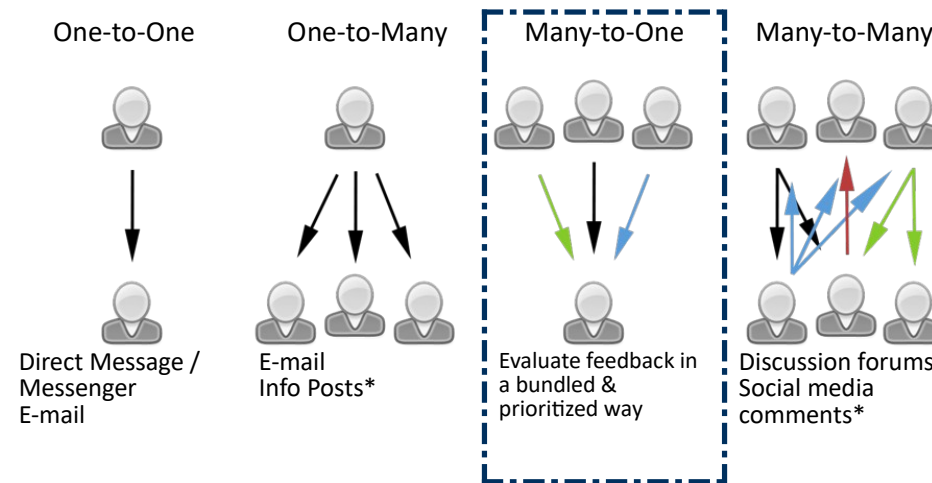 One-to-One
One-to-Many
Many-to-One
Many-to-Many
Direct Message /
Messenger
E-mail
E-mail
Info Posts*
Evaluate feedback in
a bundled &
prioritized way
Discussion forums
Social media
comments*